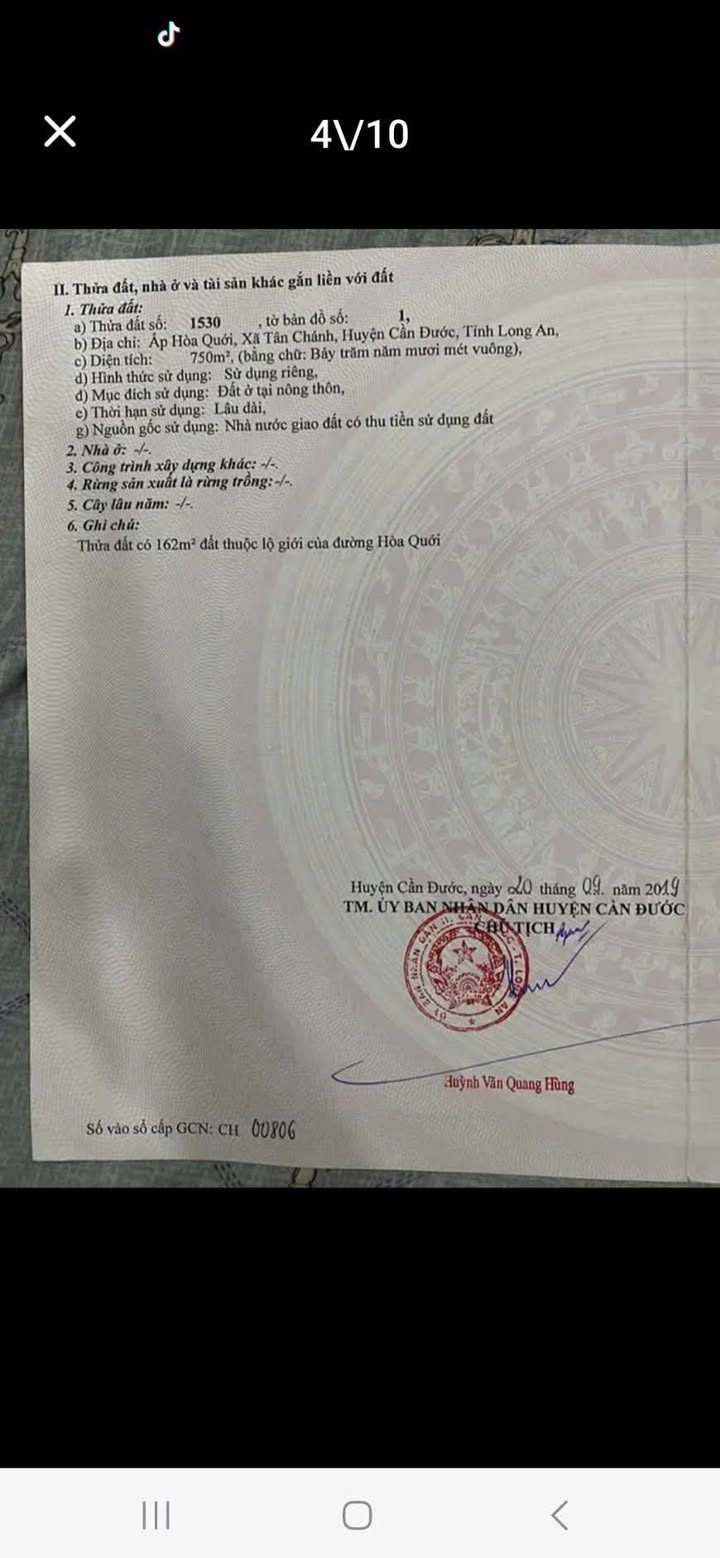 4\/10
II. Thửa đất, nhà ở và tài sản khác gắn liền với đất
1. Thửa đất:
a) Thửa đất số: 1530 , tờ bản đồ số: 1,
b) Địa chỉ: Ấp Hòa Quới, Xã Tân Chánh, Huyện Cần Đước, Tỉnh Long An,
c) Diện tích: 750m², (bằng chữ: Bảy trăm năm mươi mét vuông),
d) Hình thức sử dụng: Sử dụng riêng,
đ) Mục đích sử dụng: Đất ở tại nông thôn,
e) Thời hạn sử dụng: Lâu dài,
g) Nguồn gốc sử dụng: Nhà nước giao đất có thu tiền sử dụng đất
2. Nhà ở: -/-.
3. Công trình xây dựng khác: -/-.
4. Rừng sản xuất là rừng trồng: -/-.
5. Cây lâu năm: -/-.
6. Ghi chú:
Thửa đất có 162m² đất thuộc lộ giới của đường Hòa Quới
Huyện Cần Đước, ngày 20 tháng 09. năm 2019
TM. ỦY BAN NHÂN DÂN HUYỆN CẦN ĐƯỚC
CHỦ TỊCH
Huỳnh Văn Quang Hùng
Số vào sổ cấp GCN: CH 00806